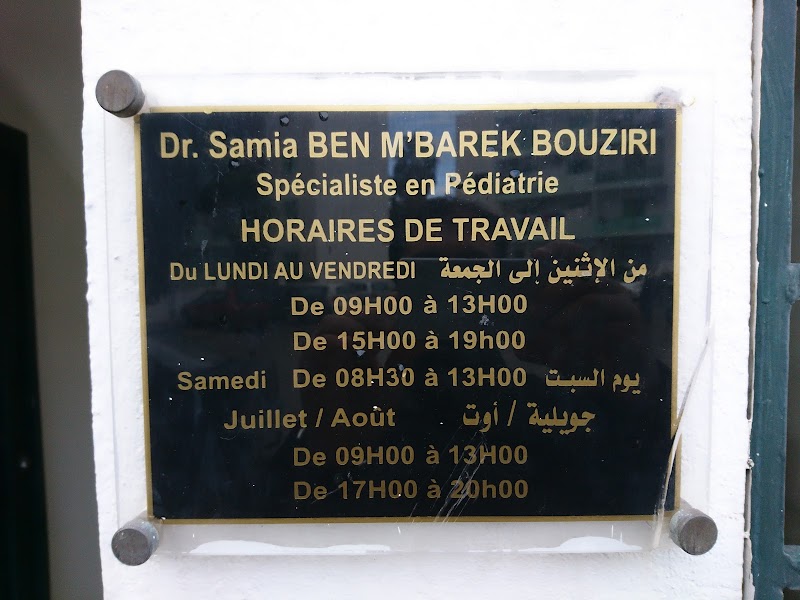 Dr. Samia BEN M'BAREK BOUZIRI
Spécialiste en Pédiatrie
HORAIRES DE TRAVAIL
Du LUNDI AU VENDREDI من الإثنين إلى الجمعة
De 09H00 à 13H00
De 15H00 à 19h00
Samedi De 08H30 à 13H00 يوم السبت
Juillet / Août جويلية / أوت
De 09H00 à 13H00
De 17H00 à 20h00